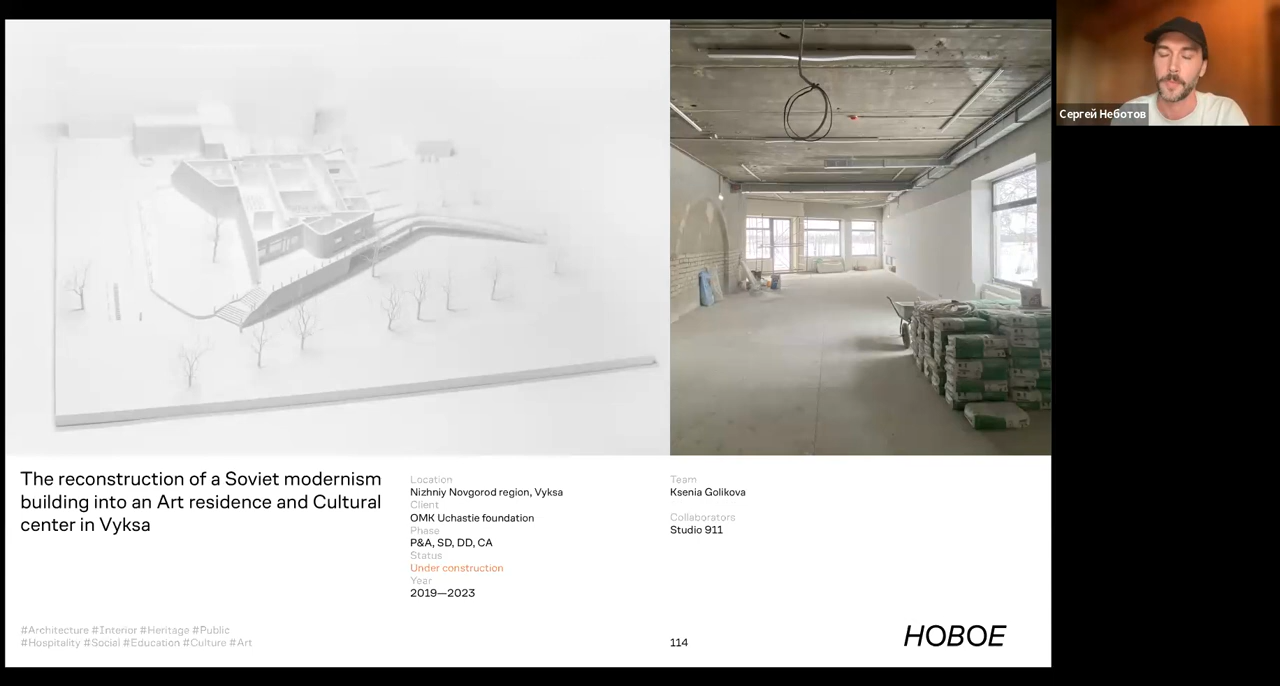 Сергей Неботов
The reconstruction of a Soviet modernism
building into an Art residence and Cultural
center in Vyksa
Location
Nizhniy Novgorod region, Vyksa
Client
OMK Uchastie foundation
Phase
P&A, SD, DD, CA
Status
Under construction
Year
2019—2023
Team
Ksenia Golikova
Collaborators
Studio 911
#Architecture #Interior #Heritage #Public
#Hospitality #Social #Education #Culture #Art
114
НОВОЕ